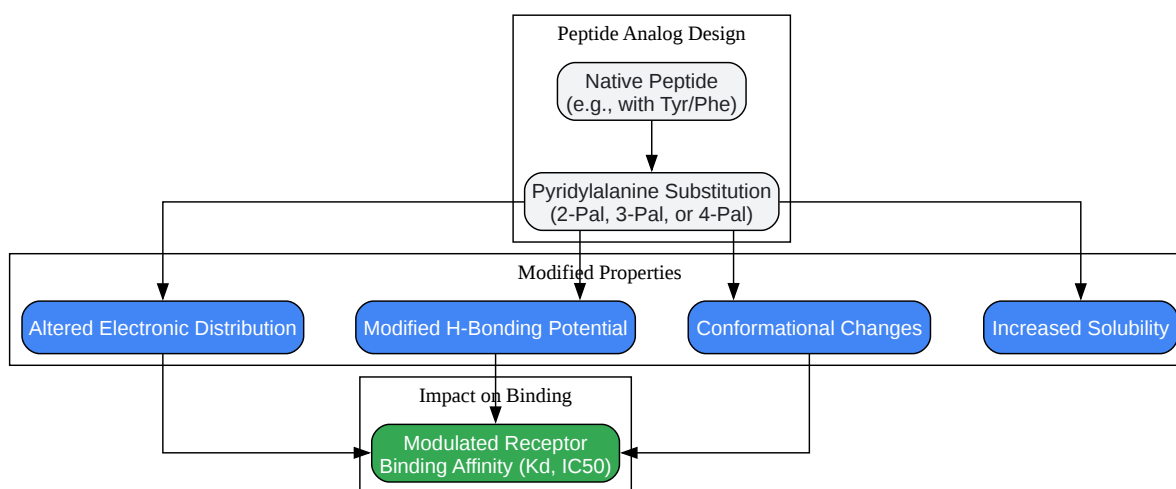 Peptide Analog Design
Native Peptide
(e.g., with Tyr/Phe)
Pyridylalanine Substitution
(2-Pal, 3-Pal, or 4-Pal)
Modified Properties
Altered Electronic Distribution
Modified H-Bonding Potential
Conformational Changes
Increased Solubility
Impact on Binding
Modulated Receptor
Binding Affinity (Kd, IC50)